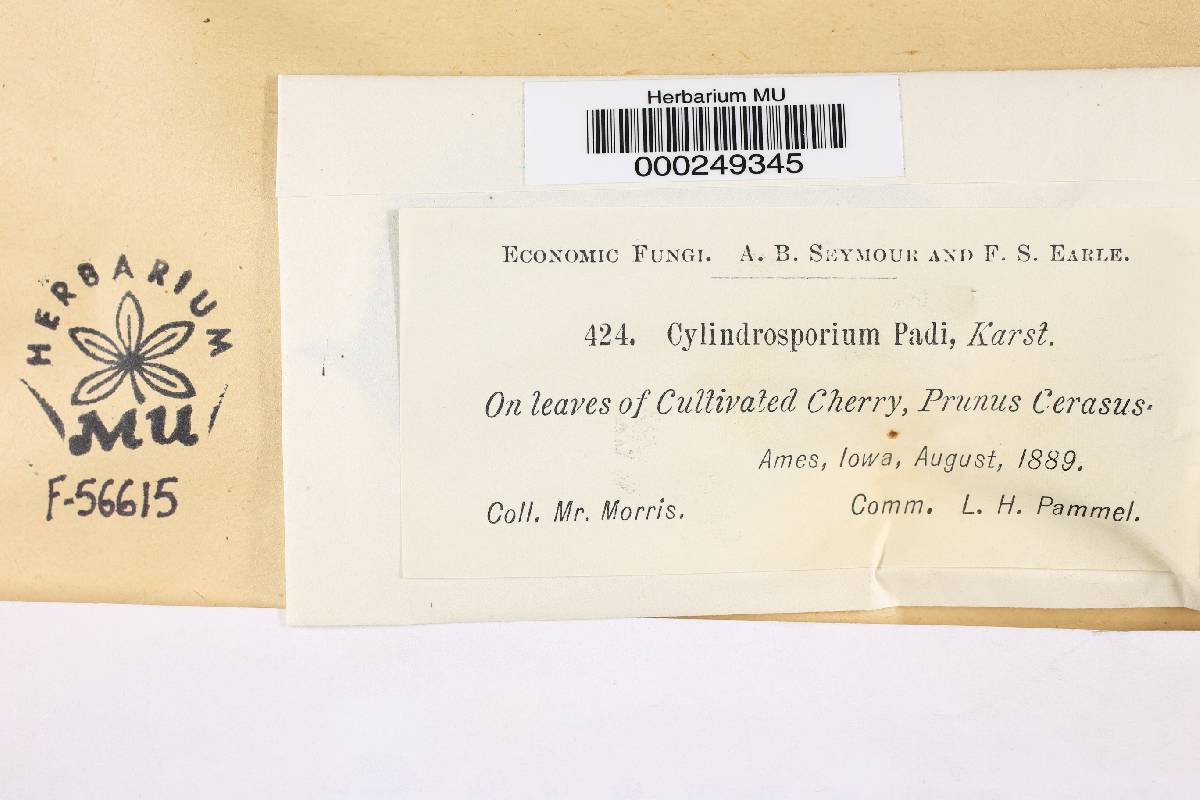 Herbarium MU
000249345
ECONOMIC FUNGI. A. B. SEYMOUR AND F. S. EARLE.
424. Cylindrosporium Padi, Karst.
On leaves of Cultivated Cherry, Prunus Cerasus.
Ames, Iowa, August, 1889.
Coll. Mr. Morris. Comm. L. H. Pammel.
HERBARIUM
MU
F-56615